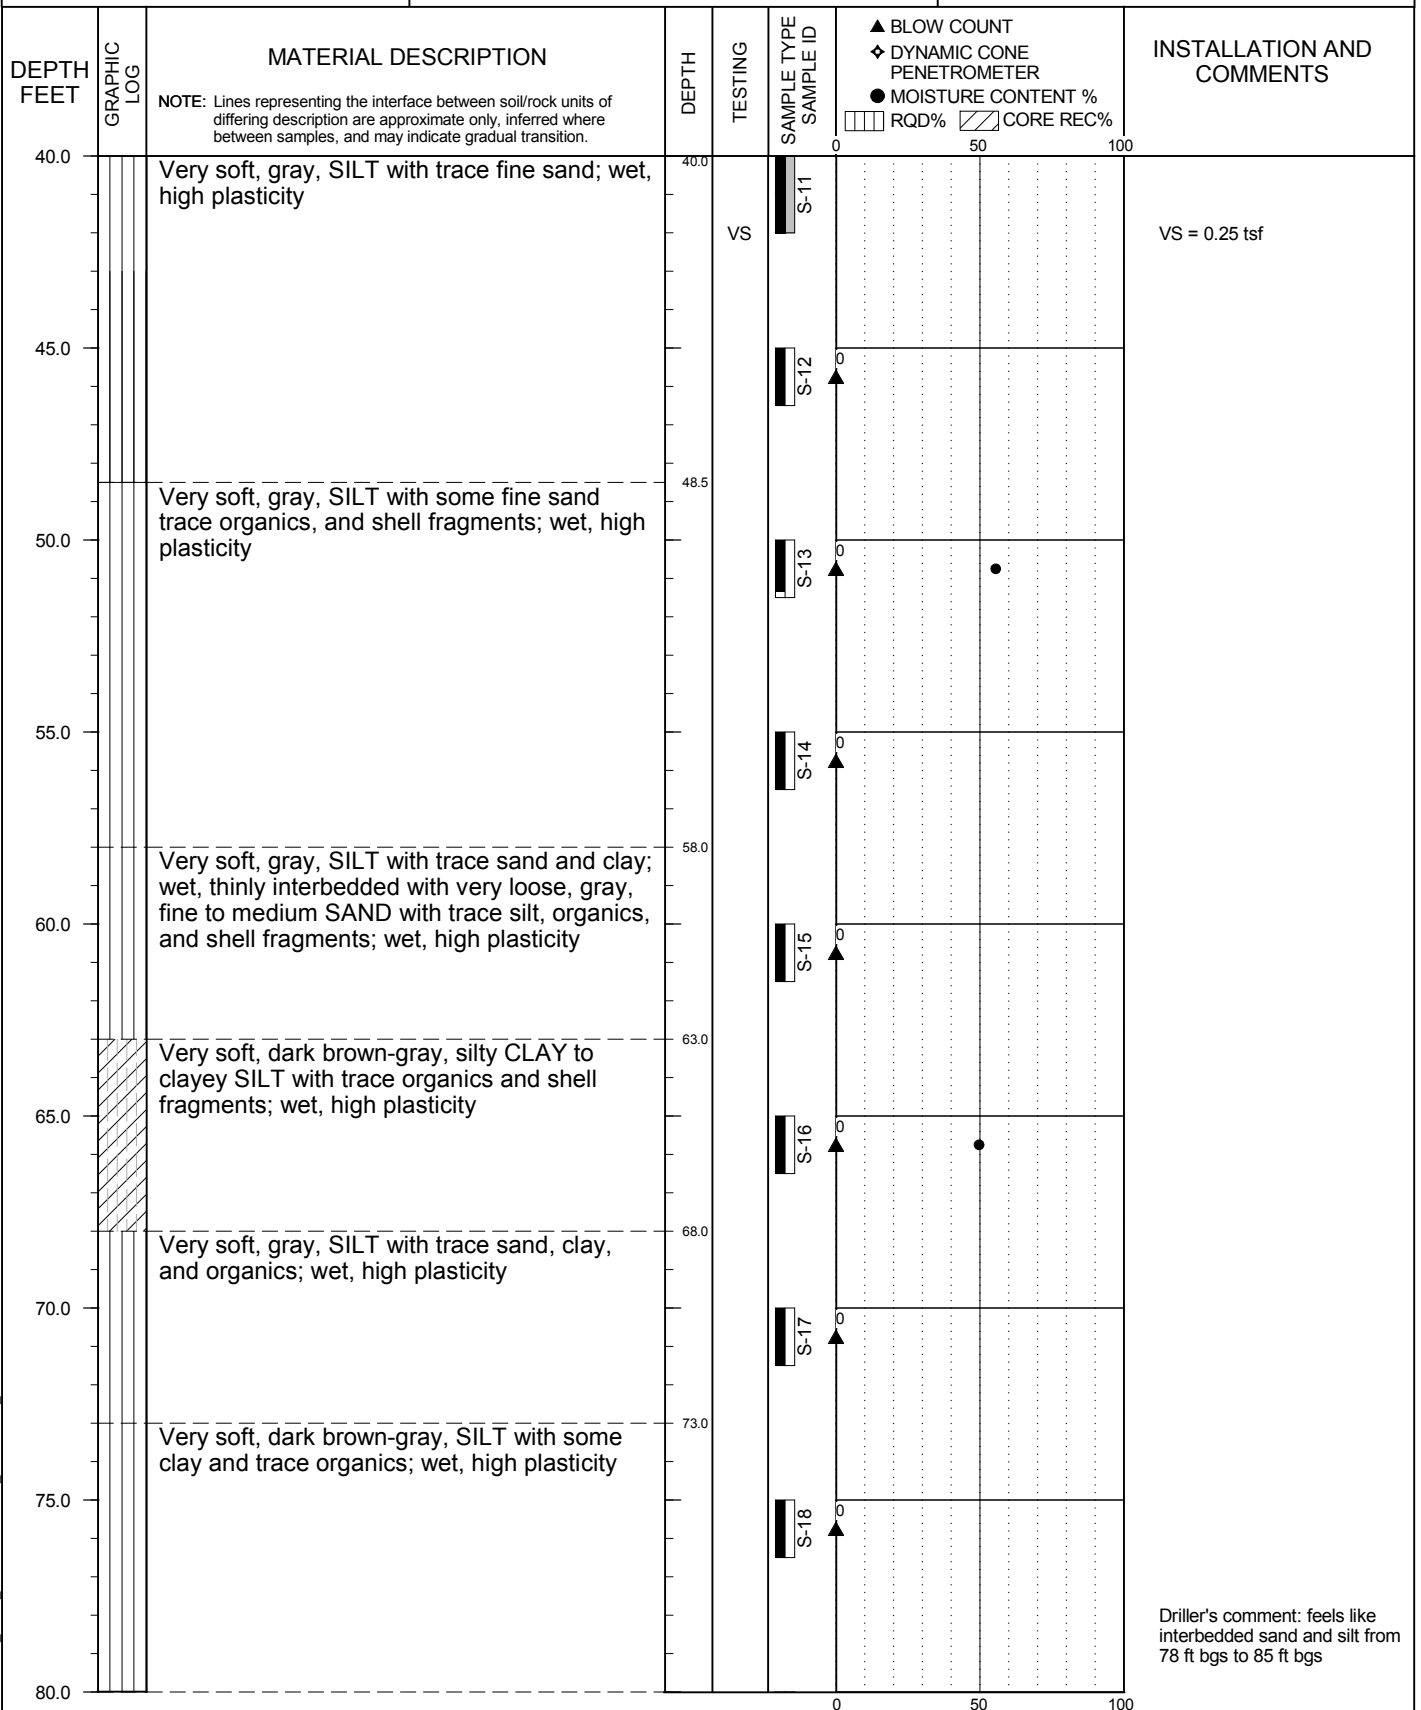 DEPTH
FEET
GRAPHIC
LOG
MATERIAL DESCRIPTION
NOTE: Lines representing the interface between soil/rock units of
differing description are approximate only, inferred where
between samples, and may indicate gradual transition.
DEPTH
TESTING
SAMPLE TYPE
SAMPLE ID
▲ BLOW COUNT
DYNAMIC CONE
PENETROMETER
● MOISTURE CONTENT %
RQD% CORE REC%
0 50 100
INSTALLATION AND
COMMENTS
40.0
Very soft, gray, SILT with trace fine sand; wet,
high plasticity
40.0
S-11
VS
VS = 0.25 tsf
45.0
S-12
0
48.5
Very soft, gray, SILT with some fine sand
trace organics, and shell fragments; wet, high
plasticity
50.0
S-13
0
55.0
S-14
0
58.0
Very soft, gray, SILT with trace sand and clay;
wet, thinly interbedded with very loose, gray,
fine to medium SAND with trace silt, organics,
and shell fragments; wet, high plasticity
60.0
S-15
0
63.0
Very soft, dark brown-gray, silty CLAY to
clayey SILT with trace organics and shell
fragments; wet, high plasticity
65.0
S-16
0
68.0
Very soft, gray, SILT with trace sand, clay,
and organics; wet, high plasticity
70.0
S-17
0
73.0
Very soft, dark brown-gray, SILT with some
clay and trace organics; wet, high plasticity
75.0
S-18
0
Driller's comment: feels like
interbedded sand and silt from
78 ft bgs to 85 ft bgs
80.0
0 50 100